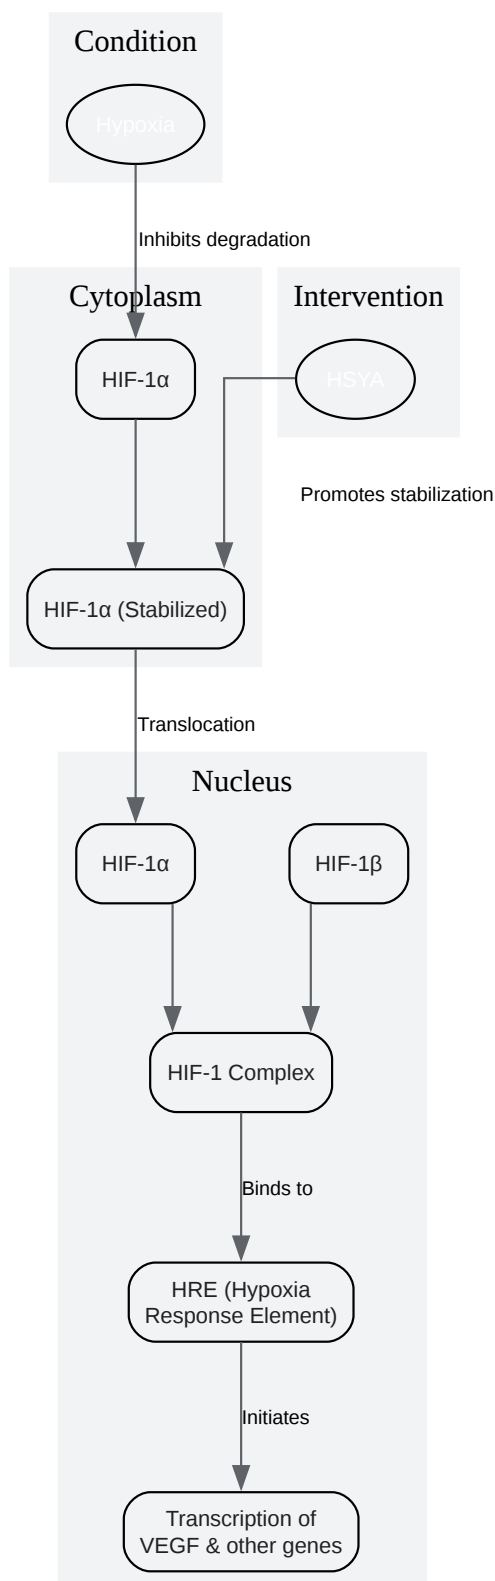 Condition
Hypoxia
Inhibits degradation
Cytoplasm
Intervention
HIF-1α
HSYA
Promotes stabilization
HIF-1α (Stabilized)
Translocation
Nucleus
HIF-1α
HIF-1β
HIF-1 Complex
Binds to
HRE (Hypoxia
Response Element)
Initiates
Transcription of
VEGF & other genes